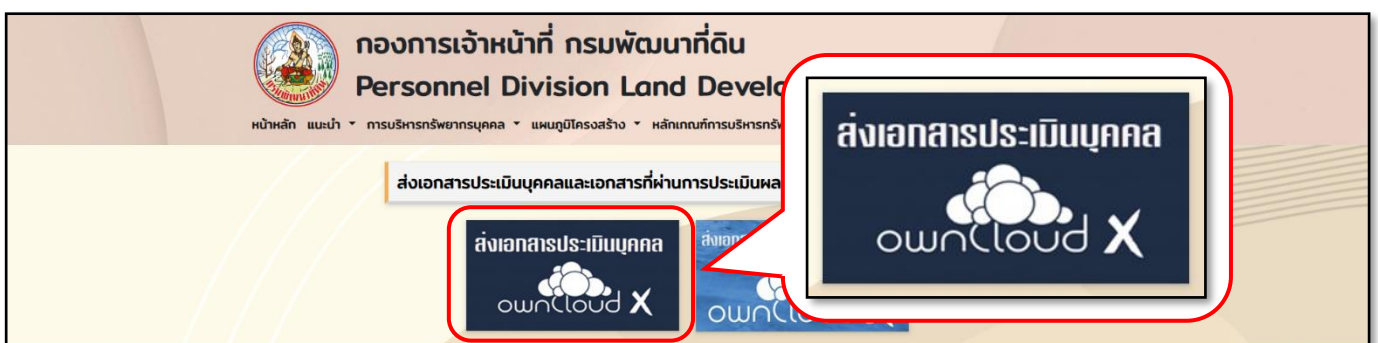 กองการเจ้าหน้าที่ กรมพัฒนาที่ดิน
Personnel Division Land Develo
หน้าหลัก แนะนำ การบริหารทรัพยากรบุคคล แผนภูมิโครงสร้าง หลักเกณฑ์การบริหารทรัพ
ส่งเอกสารประเมินบุคคลและเอกสารที่ผ่านการประเมินผล
ส่งเอกสารประเมินบุคคล
ownCloud X
ownCl
ส่งเอกสารประเมินบุคคล
ownCloud X